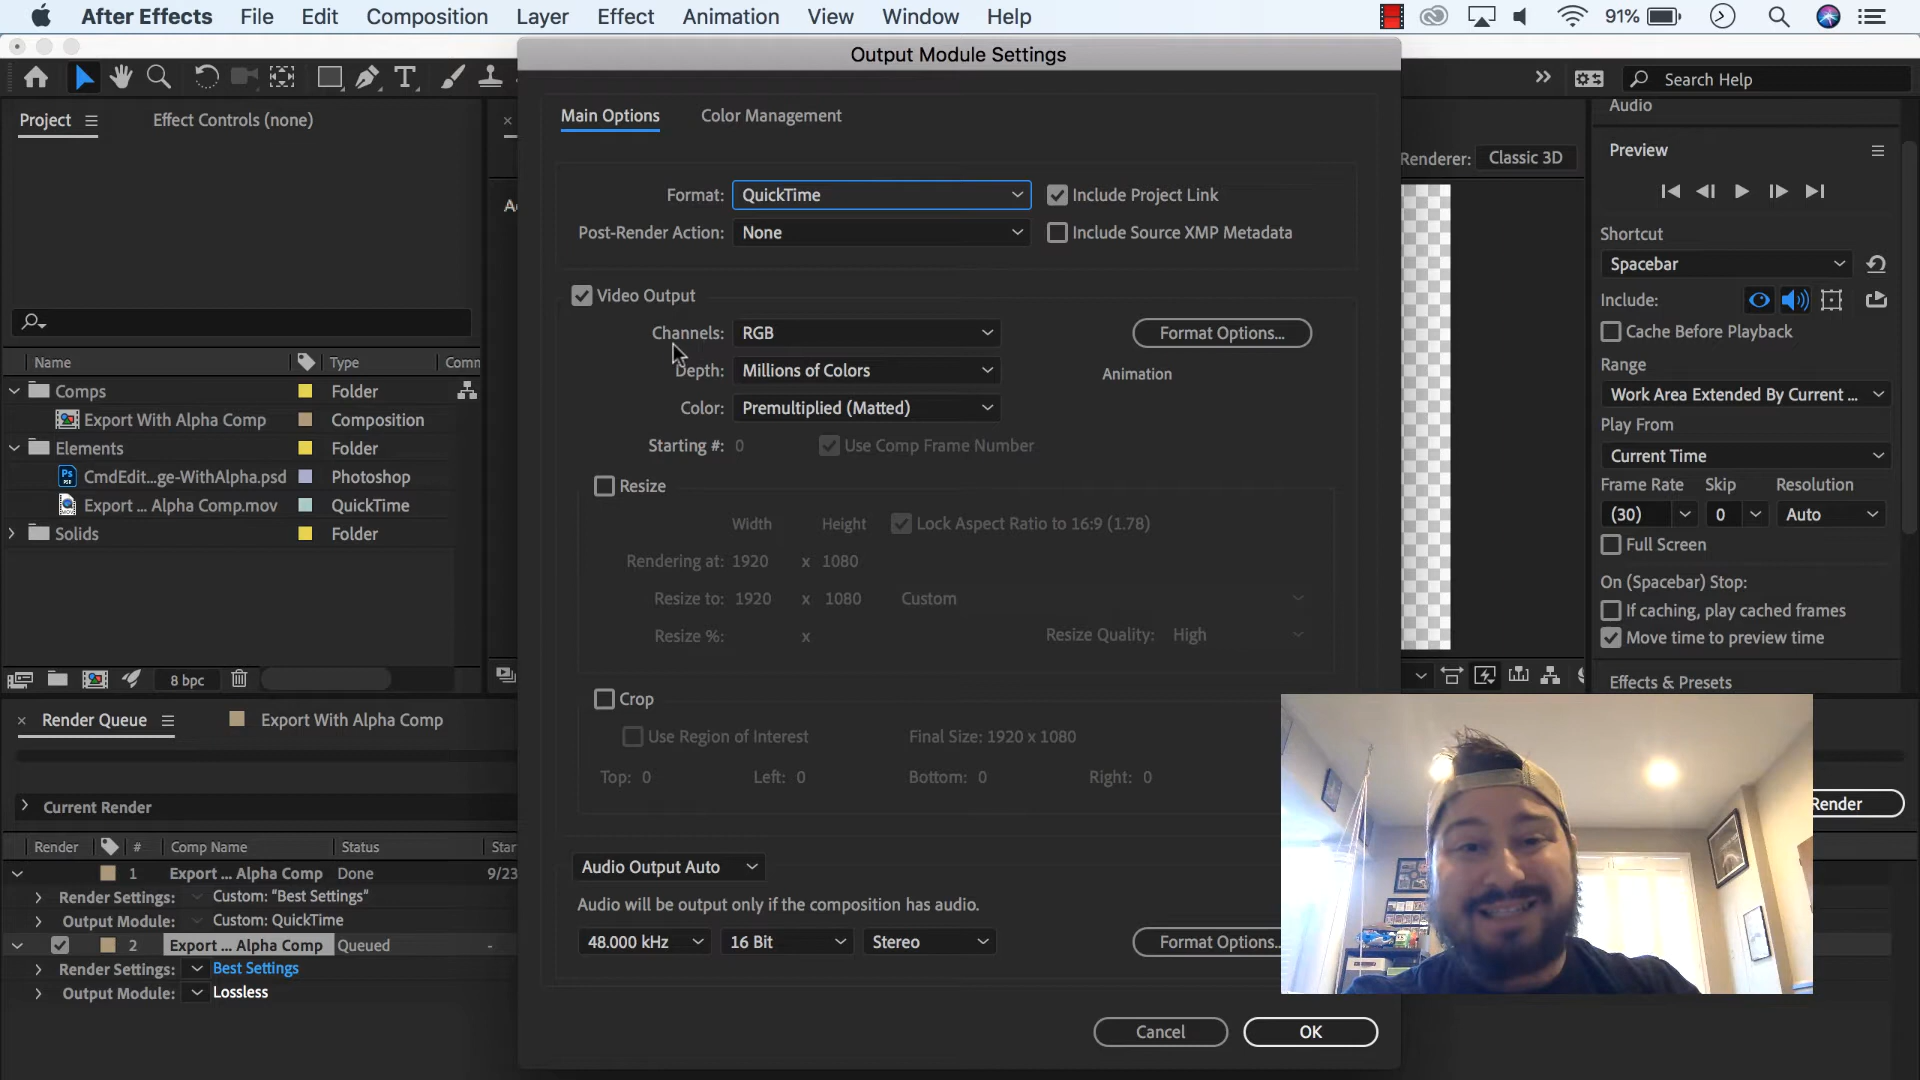 After Effects File Edit Composition Layer Effect Animation View Window Help 91%
Output Module Settings
Search Help
Project Effect Controls (none)
Name Type Comm
Comps Folder
Export With Alpha Comp Composition
Elements Folder
CmdEdit...ge-WithAlpha.psd Photoshop
Export ... Alpha Comp.mov QuickTime
Solids Folder
8 bpc
Main Options Color Management
Format: QuickTime Include Project Link
Post-Render Action: None Include Source XMP Metadata
Video Output
Channels: RGB Format Options...
Depth: Millions of Colors Animation
Color: Premultiplied (Matted)
Starting #: 0 Use Comp Frame Number
Resize
Width Height Lock Aspect Ratio to 16:9 (1.78)
Rendering at: 1920 x 1080
Resize to: 1920 x 1080 Custom
Resize %: x Resize Quality: High
Crop
Use Region of Interest Final Size: 1920 x 1080
Top: 0 Left: 0 Bottom: 0 Right: 0
Audio Output Auto
Audio will be output only if the composition has audio.
48.000 kHz 16 Bit Stereo Format Options..
Cancel OK
Renderer: Classic 3D
Audio
Preview
Shortcut
Spacebar
Include:
Cache Before Playback
Range
Work Area Extended By Current ...
Play From
Current Time
Frame Rate Skip Resolution
(30) 0 Auto
Full Screen
On (Spacebar) Stop:
If caching, play cached frames
Move time to preview time
Effects & Presets
Render Queue Export With Alpha Comp
Current Render
Render
Render # Comp Name Status Star
1 Export ... Alpha Comp Done 9/23
Render Settings: Custom: "Best Settings"
Output Module: Custom: QuickTime
2 Export ... Alpha Comp Queued -
Render Settings: Best Settings
Output Module: Lossless